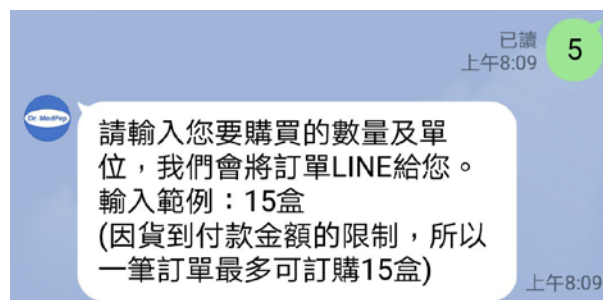 已讀
上午8:09
5
Dr. MedPep
請輸入您要購買的數量及單
位，我們會將訂單LINE給您。
輸入範例：15盒
(因貨到付款金額的限制，所以
一筆訂單最多可訂購15盒)
上午8:09